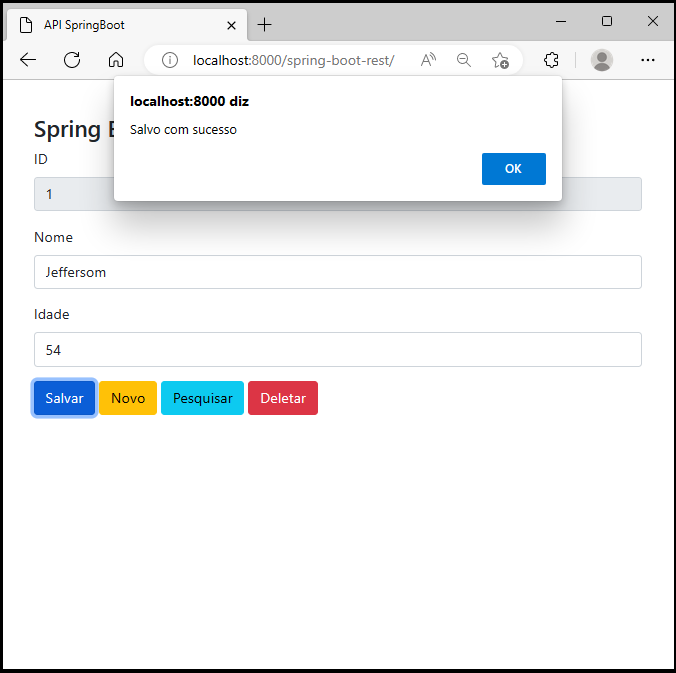 API SpringBoot
localhost:8000/spring-boot-rest/
localhost:8000 diz
Salvo com sucesso
OK
Spring
ID
1
Nome
Jeffersom
Idade
54
Salvar Novo Pesquisar Deletar